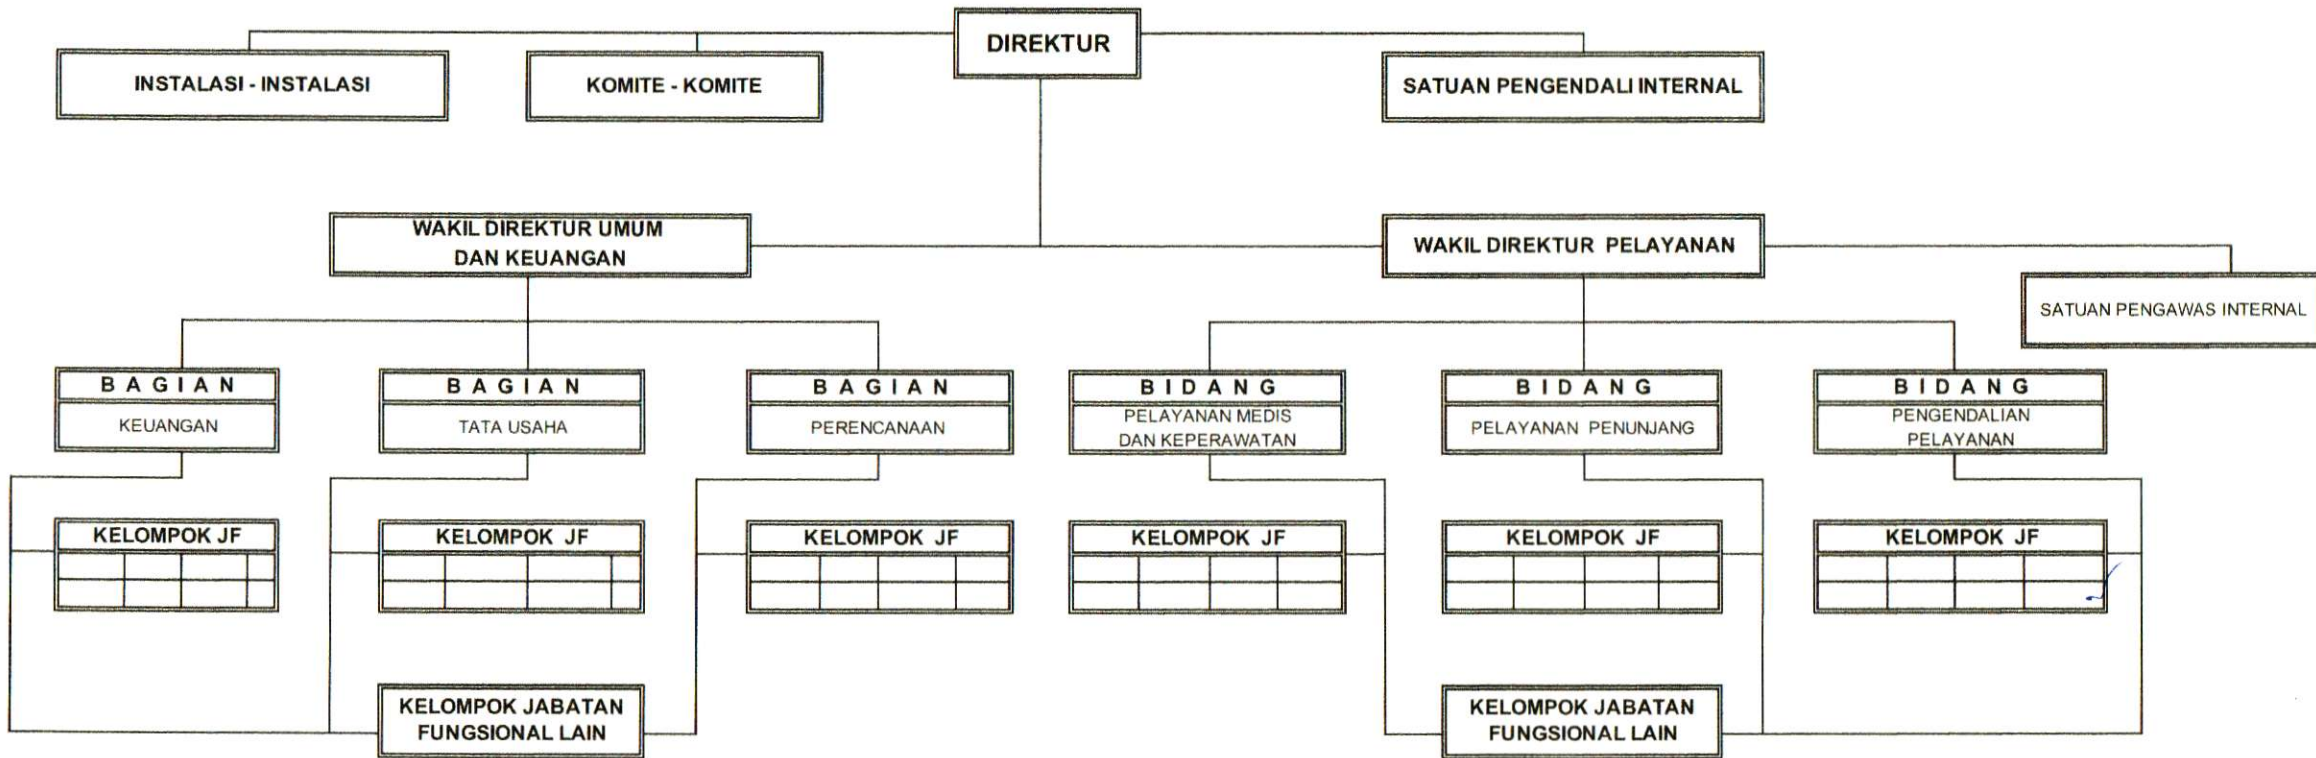 DIREKTUR
INSTALASI - INSTALASI
KOMITE - KOMITE
SATUAN PENGENDALI INTERNAL
WAKIL DIREKTUR UMUM
DAN KEUANGAN
WAKIL DIREKTUR PELAYANAN
SATUAN PENGAWAS INTERNAL
B A G I A N
KEUANGAN
B A G I A N
TATA USAHA
B A G I A N
PERENCANAAN
B I D A N G
PELAYANAN MEDIS
DAN KEPERAWATAN
B I D A N G
PELAYANAN PENUNJANG
B I D A N G
PENGENDALIAN
PELAYANAN
KELOMPOK JF
KELOMPOK JF
KELOMPOK JF
KELOMPOK JF
KELOMPOK JF
KELOMPOK JF
KELOMPOK JABATAN
FUNGSIONAL LAIN
KELOMPOK JABATAN
FUNGSIONAL LAIN